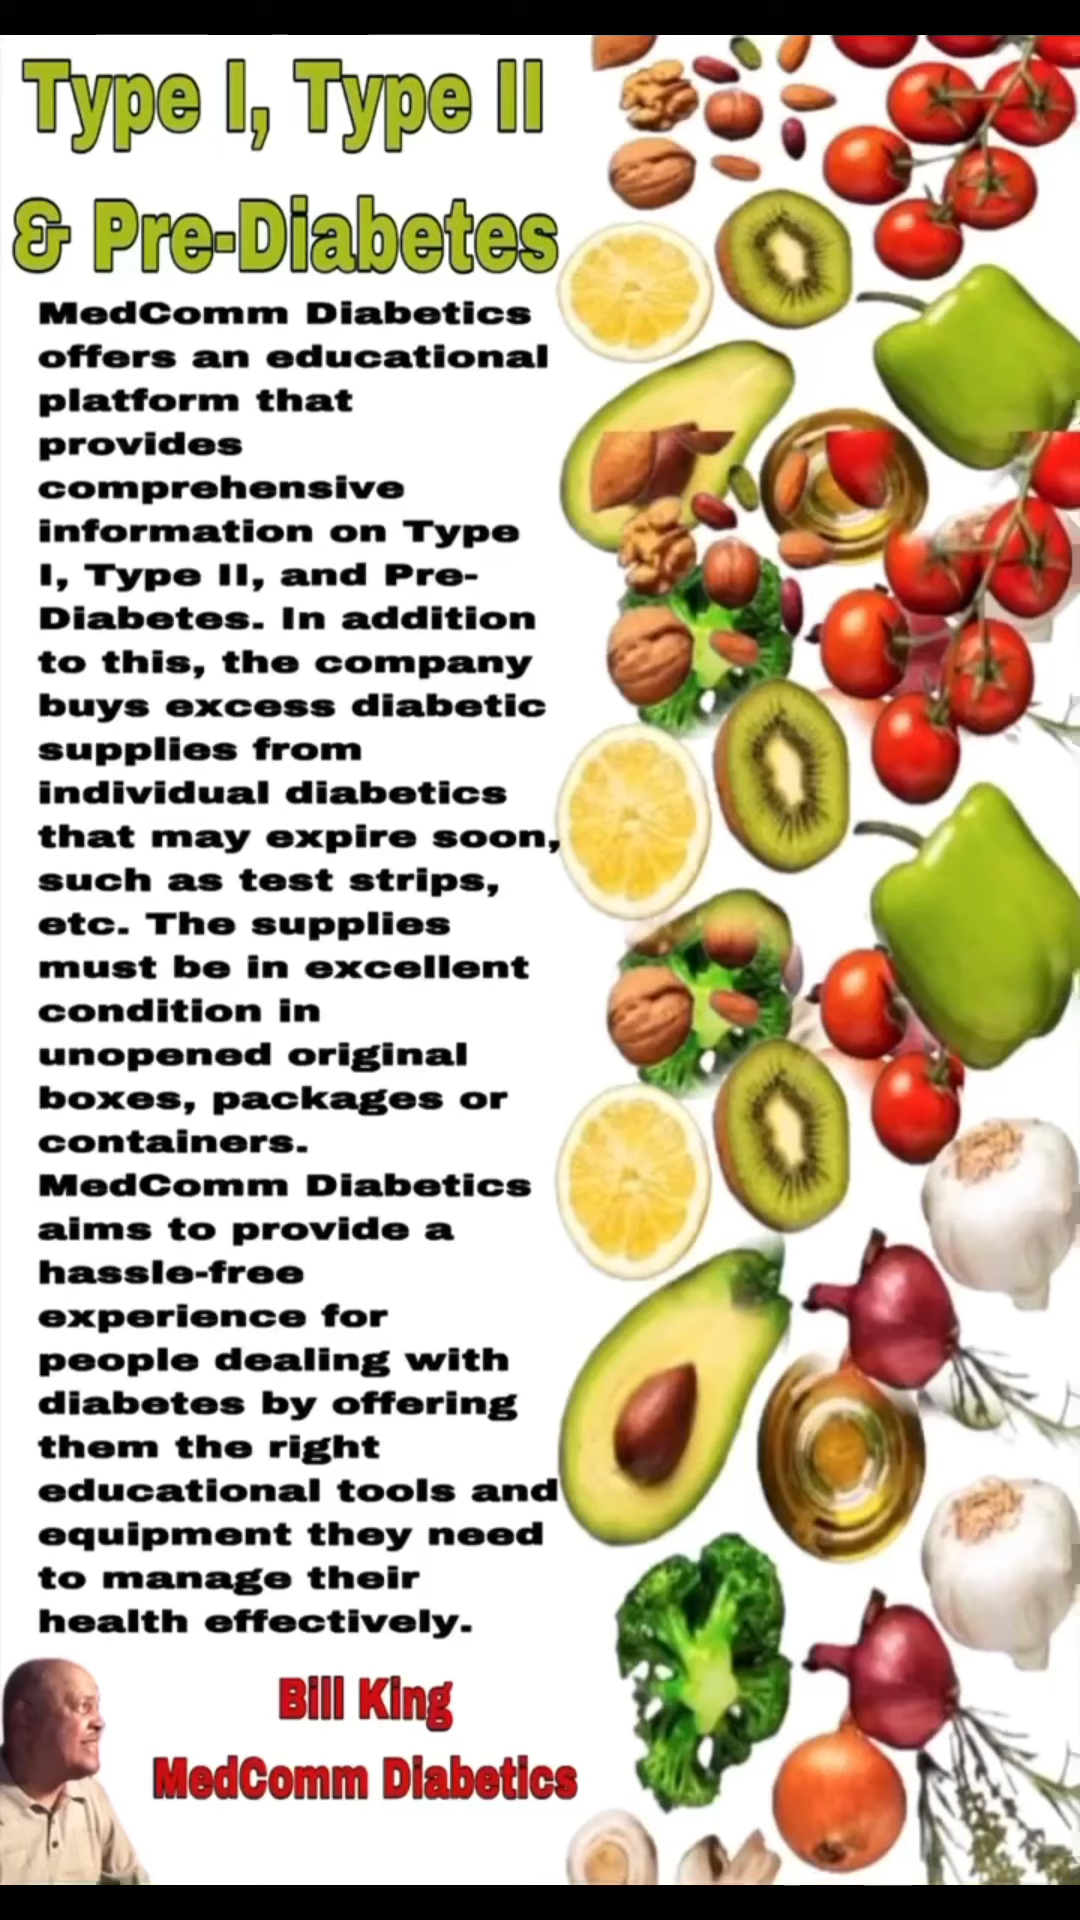 Type I, Type II
& Pre-Diabetes
MedComm Diabetics
offers an educational
platform that
provides
comprehensive
information on Type
I, Type II, and Pre-
Diabetes. In addition
to this, the company
buys excess diabetic
supplies from
individual diabetics
that may expire soon,
such as test strips,
etc. The supplies
must be in excellent
condition in
unopened original
boxes, packages or
containers.
MedComm Diabetics
aims to provide a
hassle-free
experience for
people dealing with
diabetes by offering
them the right
educational tools and
equipment they need
to manage their
health effectively.
Bill King
MedComm Diabetics